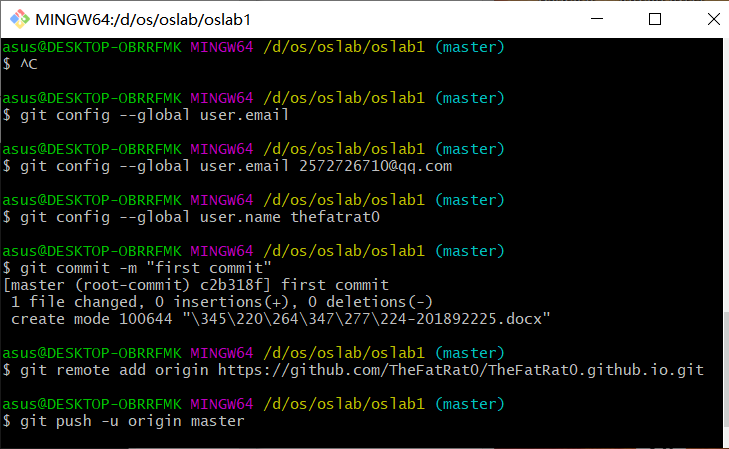 MINGW64:/d/os/oslab/oslab1
asus@DESKTOP-OBRRFMK MINGW64 /d/os/oslab/oslab1 (master)
$ ^C
asus@DESKTOP-OBRRFMK MINGW64 /d/os/oslab/oslab1 (master)
$ git config --global user.email
asus@DESKTOP-OBRRFMK MINGW64 /d/os/oslab/oslab1 (master)
$ git config --global user.email 2572726710@qq.com
asus@DESKTOP-OBRRFMK MINGW64 /d/os/oslab/oslab1 (master)
$ git config --global user.name thefatrat0
asus@DESKTOP-OBRRFMK MINGW64 /d/os/oslab/oslab1 (master)
$ git commit -m "first commit"
[master (root-commit) c2b318f] first commit
 1 file changed, 0 insertions(+), 0 deletions(-)
 create mode 100644 "\345\220\264\347\277\224-201892225.docx"
asus@DESKTOP-OBRRFMK MINGW64 /d/os/oslab/oslab1 (master)
$ git remote add origin https://github.com/TheFatRat0/TheFatRat0.github.io.git
asus@DESKTOP-OBRRFMK MINGW64 /d/os/oslab/oslab1 (master)
$ git push -u origin master